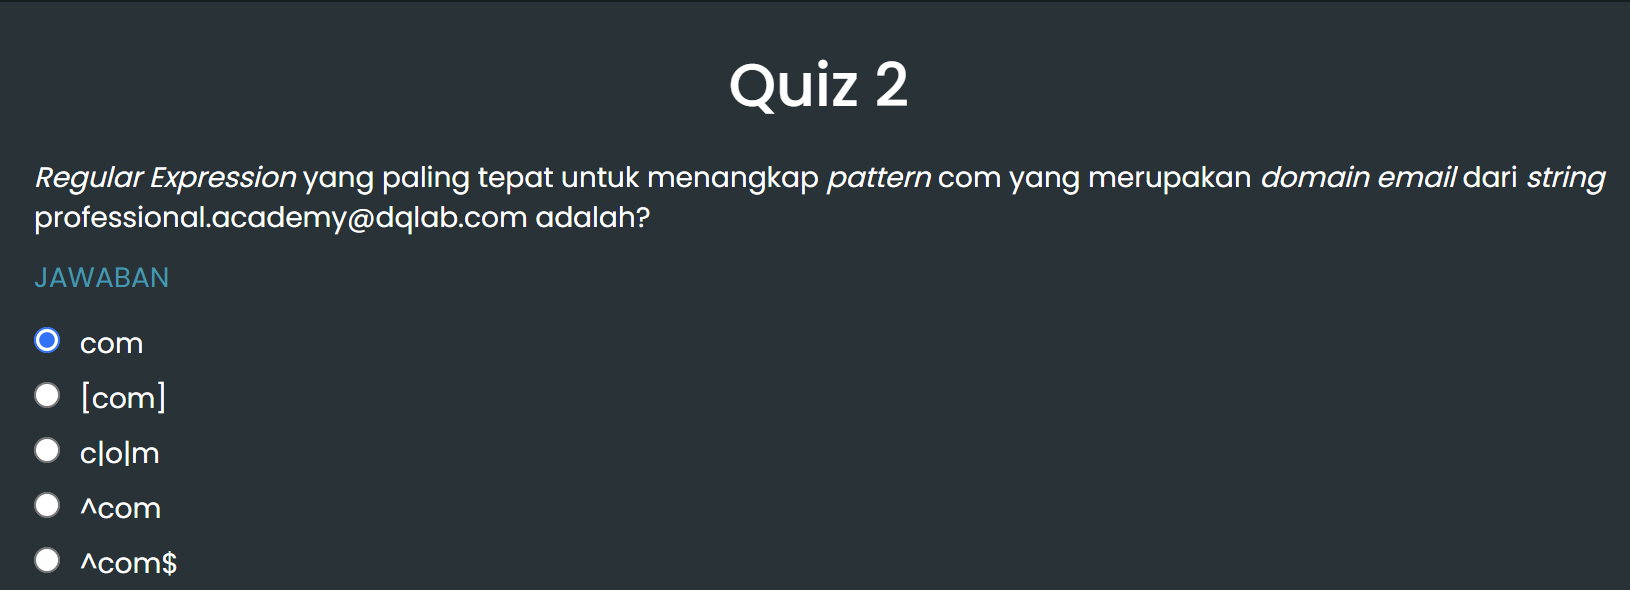 Quiz 2
Regular Expression yang paling tepat untuk menangkap pattern com yang merupakan domain email dari string
professional.academy@dqlab.com adalah?
JAWABAN
com
[com]
c|o|m
^com
^com$